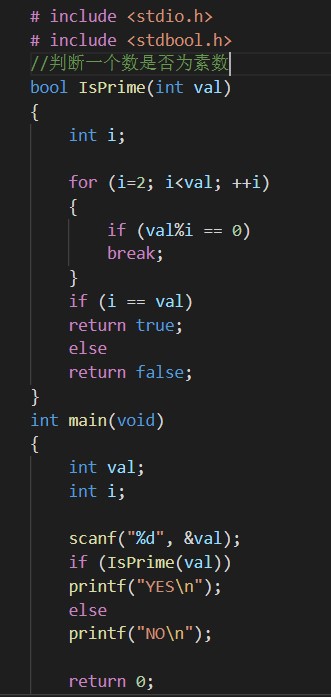 # include <stdio.h>
# include <stdbool.h>
//判断一个数是否为素数
bool IsPrime(int val)
{
    int i;

    for (i=2; i<val; ++i)
    {
        if (val%i == 0)
        break;
    }
    if (i == val)
    return true;
    else
    return false;
}
int main(void)
{
    int val;
    int i;

    scanf("%d", &val);
    if (IsPrime(val))
    printf("YES\n");
    else
    printf("NO\n");

    return 0;